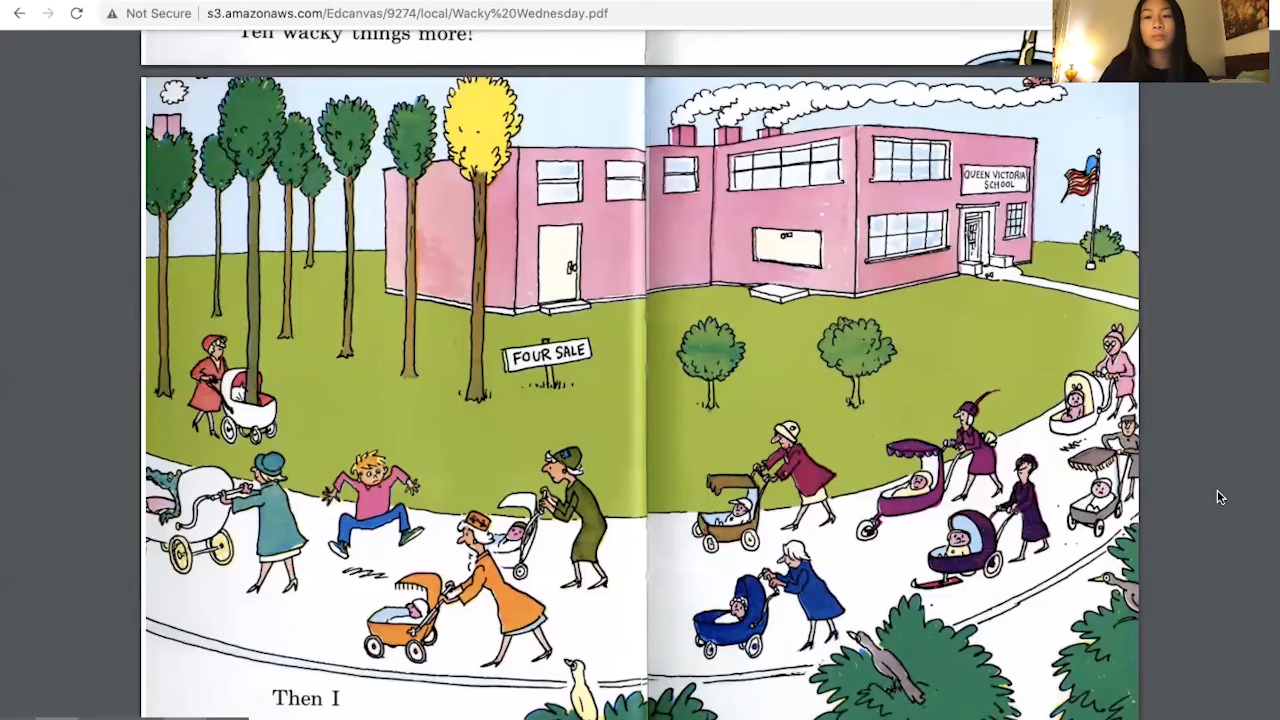 Not Secure
s3.amazonaws.com/Edcanvas/9274/local/Wacky%20Wednesday.pdf
Ten wacky things more!
QUEEN VICTORIA
SCHOOL
FOUR SALE
Then I